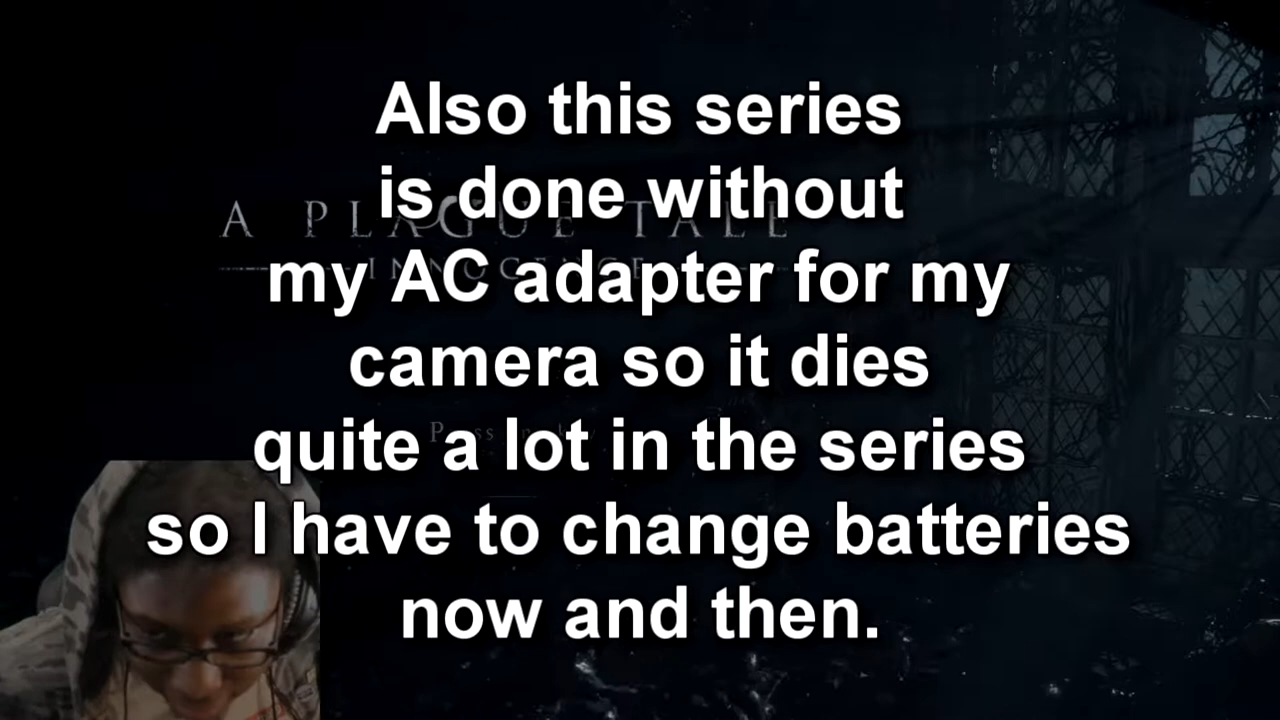 Also this series
is done without
A PLAGUE TALE
INNOCENCE
my AC adapter for my
camera so it dies
quite a lot in the series
so I have to change batteries
now and then.